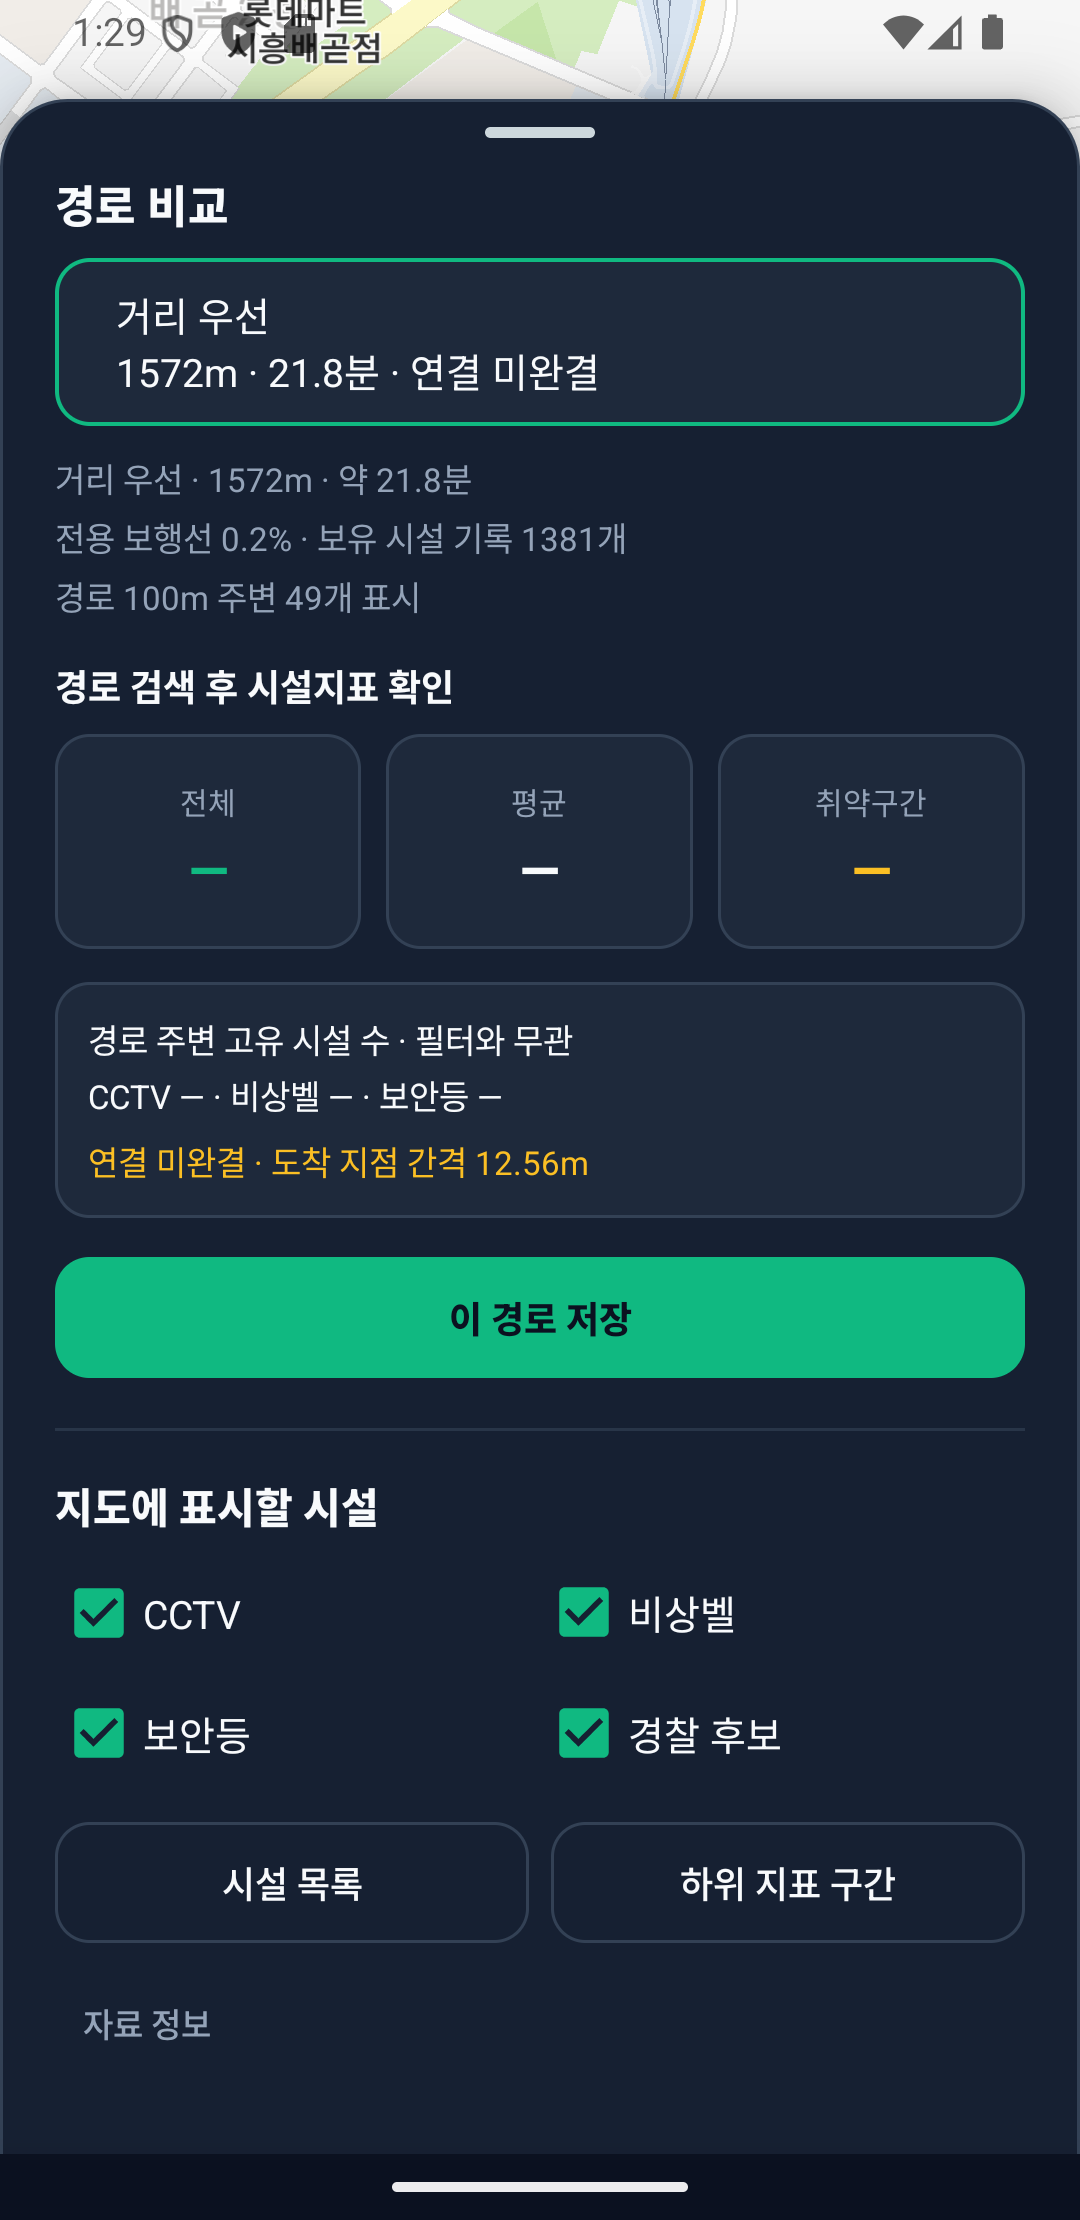 1:29
롯데마트
시흥배곧점
경로 비교
거리 우선
1572m · 21.8분 · 연결 미완결
거리 우선 · 1572m · 약 21.8분
전용 보행선 0.2% · 보유 시설 기록 1381개
경로 100m 주변 49개 표시
경로 검색 후 시설지표 확인
전체
평균
취약구간
—
—
—
경로 주변 고유 시설 수 · 필터와 무관
CCTV — · 비상벨 — · 보안등 —
연결 미완결 · 도착 지점 간격 12.56m
이 경로 저장
지도에 표시할 시설
CCTV
비상벨
보안등
경찰 후보
시설 목록
하위 지표 구간
자료 정보